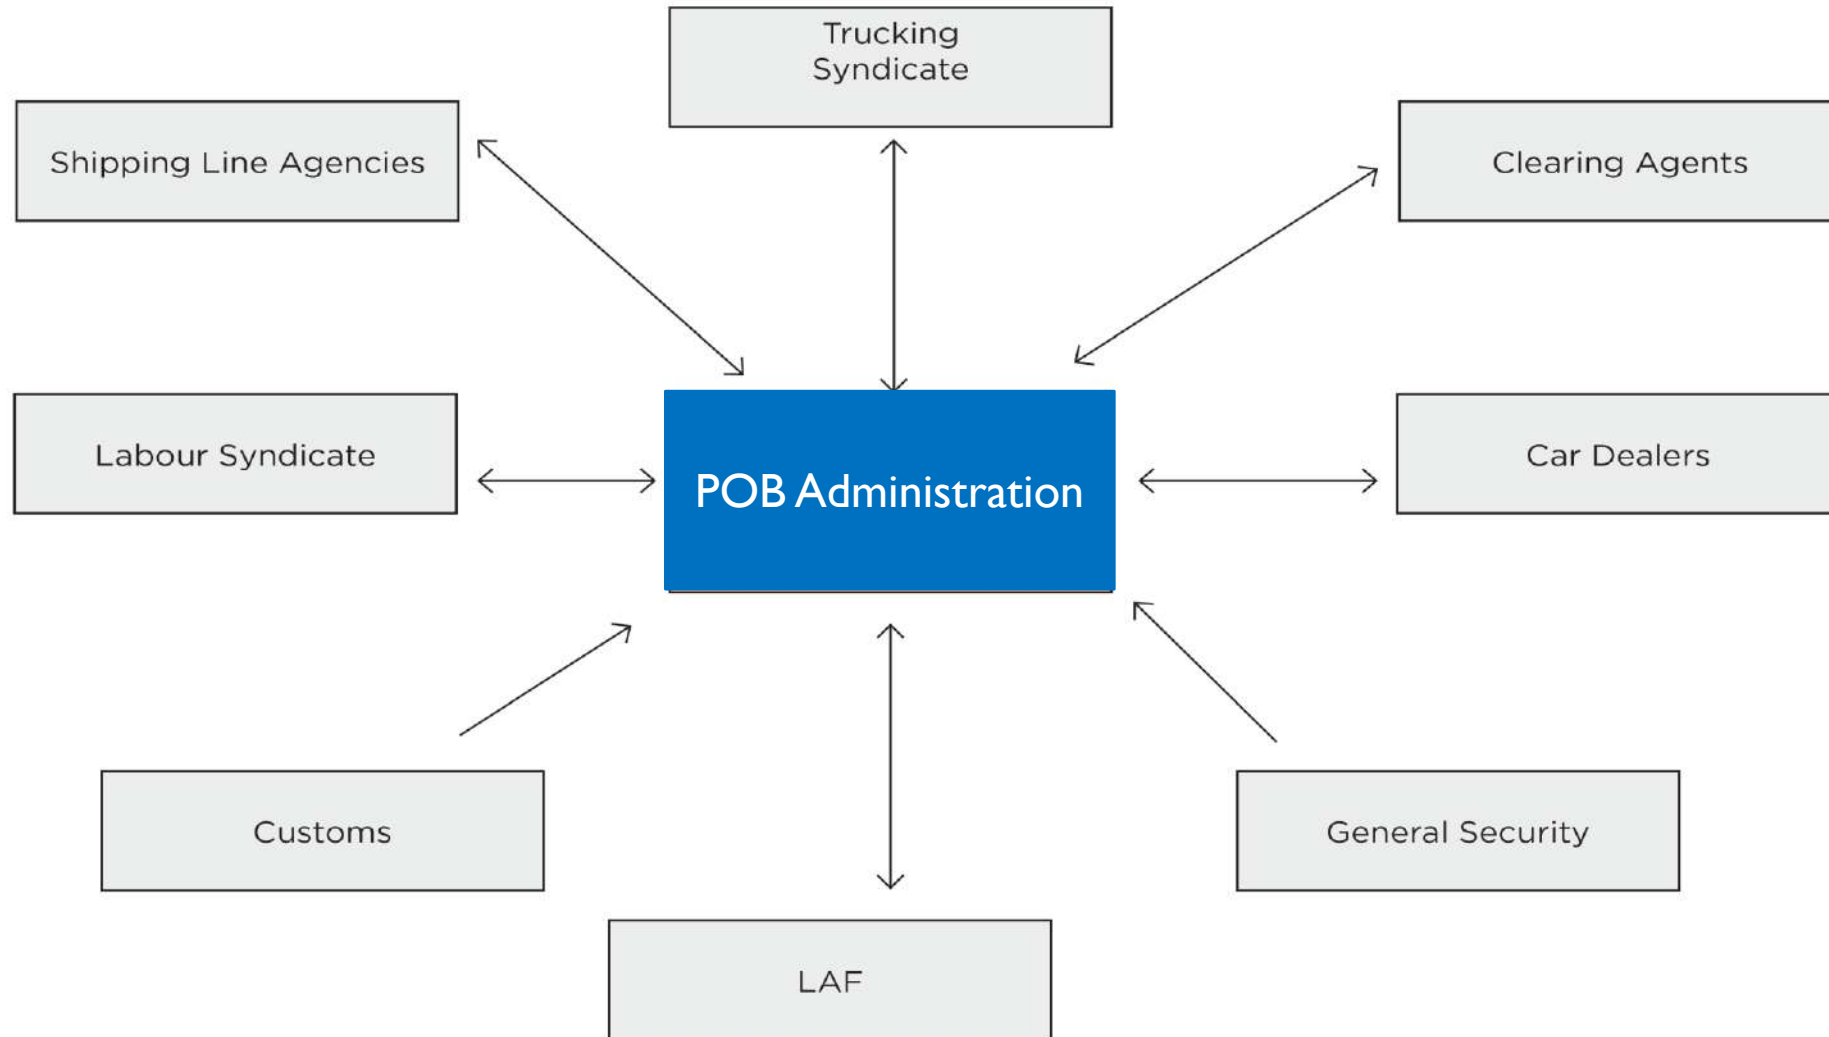 Trucking
Syndicate
Shipping Line Agencies
Clearing Agents
Labour Syndicate
POB Administration
Car Dealers
Customs
General Security
LAF